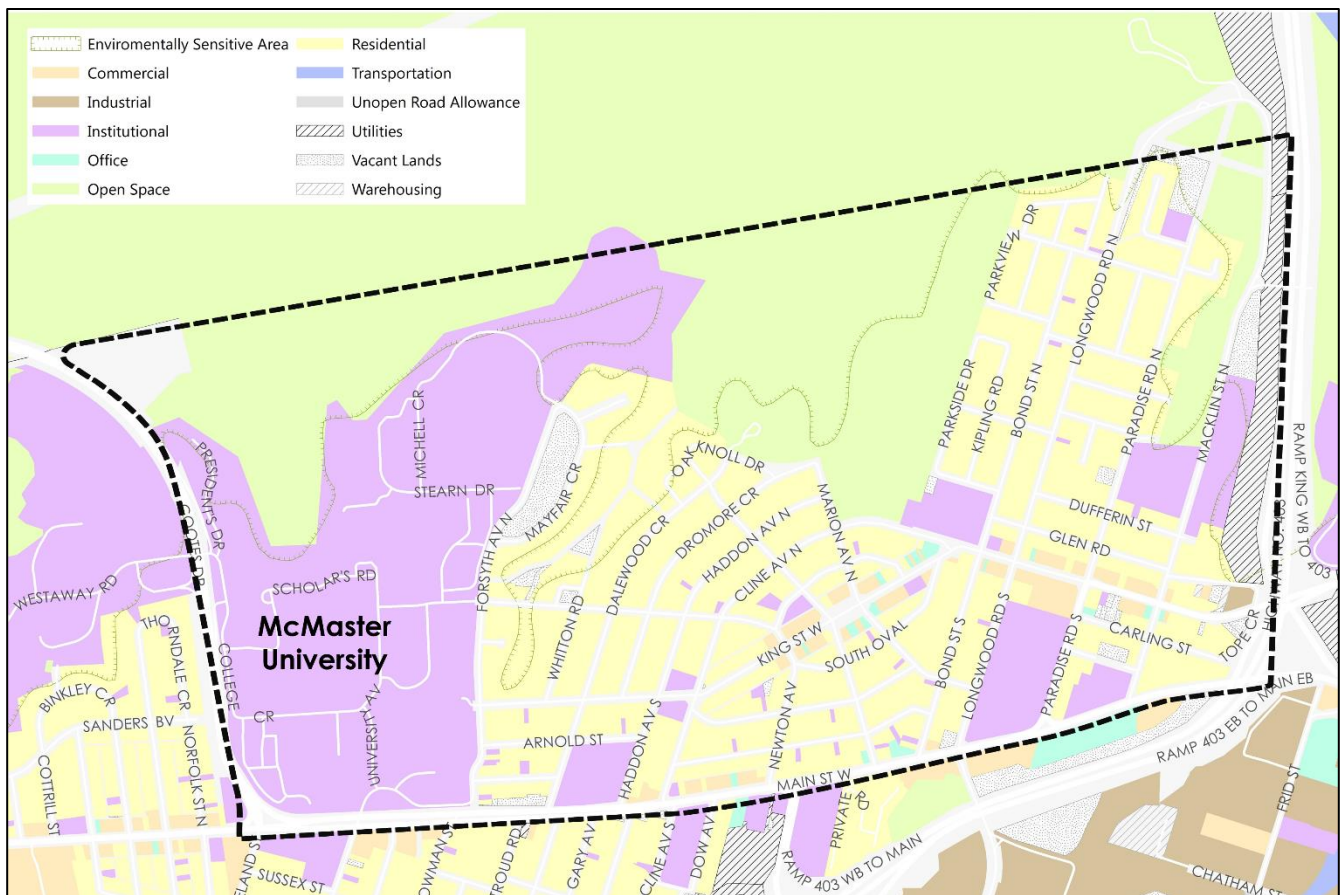 Enviromentally Sensitive Area
Commercial
Industrial
Institutional
Office
Open Space
Residential
Transportation
Unopen Road Allowance
Utilities
Vacant Lands
Warehousing
PARKVIEW DR
LONGWOOD RD N
PARADISE RD N
PARKSIDE DR
KIPLING RD
BOND ST N
MACKLIN ST N
RAMP KING WB TO 403
MICHELL CR
STEARN DR
MAYFAIR CR
OAK KNOLL DR
DROMORE CR
MARION AV N
HADDON AV N
CLINE AV N
DALEWOOD CR
DUFFERIN ST
GLEN RD
PRESIDENT'S DR
COOTES DR
WESTAWAY RD
SCHOLAR'S RD
FORSYTH AV N
WHITTON RD
McMaster
University
THORNDALE CR
COLLEGE CR
KING ST W
SOUTH OVAL
BOND ST S
LONGWOOD RD S
PARADISE RD S
CARLING ST
TOPE CR
BINKLEY CR
SANDERS BV
NORFOLK ST N
COTTRILL ST
UNIVERSITY AV
ARNOLD ST
HADDON AV S
NEWTON AV
MAIN ST W
RAMP 403 EB TO MAIN EB
PRIVATE RD
FRID ST
ELAND S
SUSSEX ST
OWMAN S
ROUD RD
GARY AV
CLINE AV S
DOW AV
RAMP 403 WB TO MAIN
CHATHAM ST